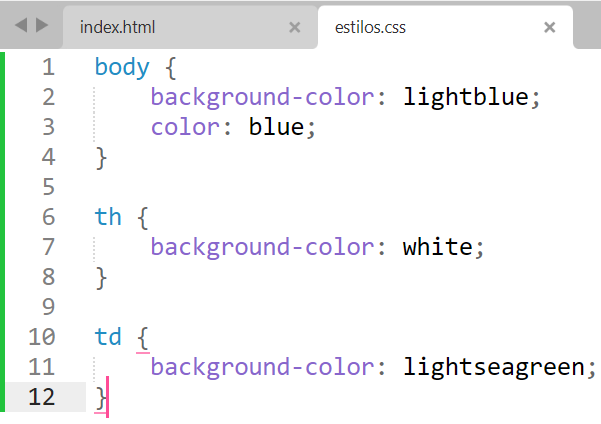 index.html
estilos.css
1 body {
2     background-color: lightblue;
3     color: blue;
4 }
5
6 th {
7     background-color: white;
8 }
9
10 td {
11     background-color: lightseagreen;
12 }